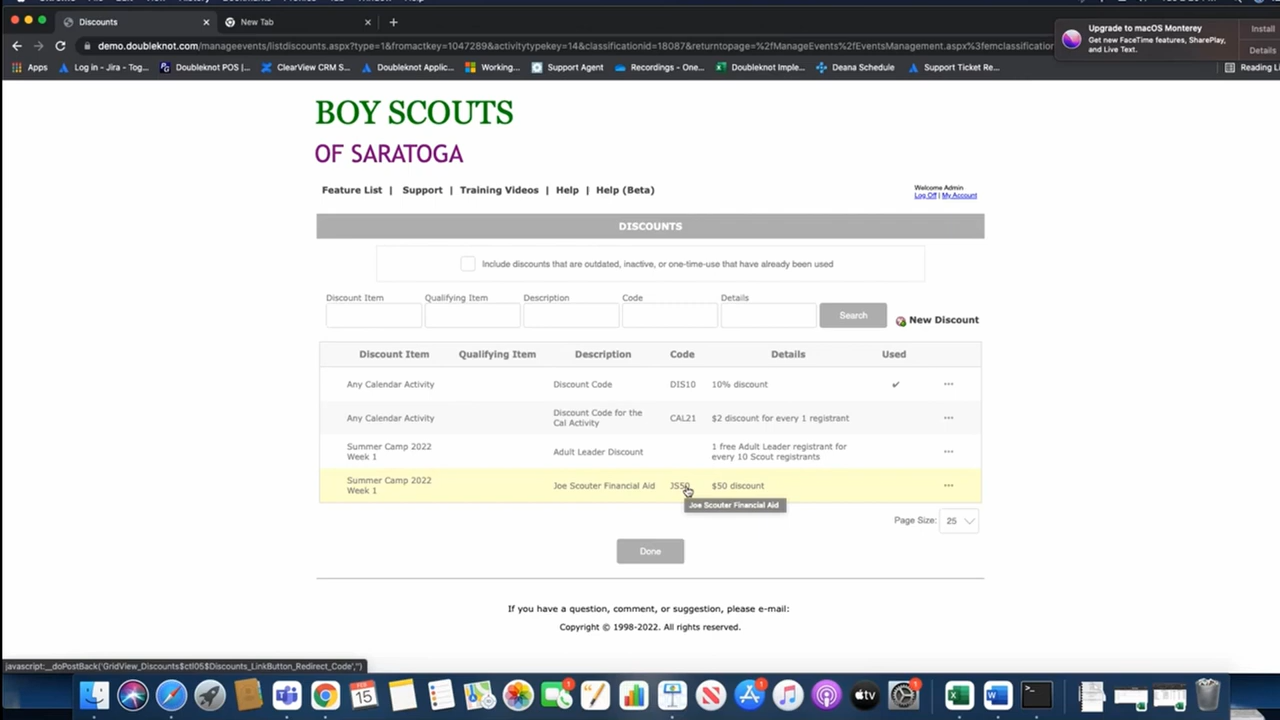 Discounts
New Tab
Upgrade to macOS Monterey
Get new FaceTime features, SharePlay,
and Live Text.
Install
Details
demo.doubleknot.com/manageevents/listdiscounts.aspx?type=1&fromactkey=1047289&activitytypekey=14&classificationid=18087&returntopage=%2fManageEvents%2fEventsManagement.aspx%3femclassification
Apps
Log in - Jira - Tog...
Doubleknot POS |...
ClearView CRM S...
Doubleknot Applic...
Working...
Support Agent
Recordings - One...
Doubleknot Imple...
Deana Schedule
Support Ticket Re...
Reading Li
BOY SCOUTS
OF SARATOGA
Feature List | Support | Training Videos | Help | Help (Beta)
Welcome Admin
Log Off | My Account
DISCOUNTS
Include discounts that are outdated, inactive, or one-time-use that have already been used
Discount Item Qualifying Item Description Code Details
Search
New Discount
Discount Item Qualifying Item Description Code Details Used
Any Calendar Activity Discount Code DIS10 10% discount ✓ ...
Any Calendar Activity Discount Code for the
Cal Activity CAL21 $2 discount for every 1 registrant ...
Summer Camp 2022
Week 1 Adult Leader Discount 1 free Adult Leader registrant for
every 10 Scout registrants ...
Summer Camp 2022
Week 1 Joe Scouter Financial Aid JS50 $50 discount ...
Joe Scouter Financial Aid
Page Size: 25
Done
If you have a question, comment, or suggestion, please e-mail:
Copyright © 1998-2022. All rights reserved.
javascript:__doPostBack('GridView_Discounts$ctl05$Discounts_LinkButton_Redirect_Code','')
FEB
15
1
1
1